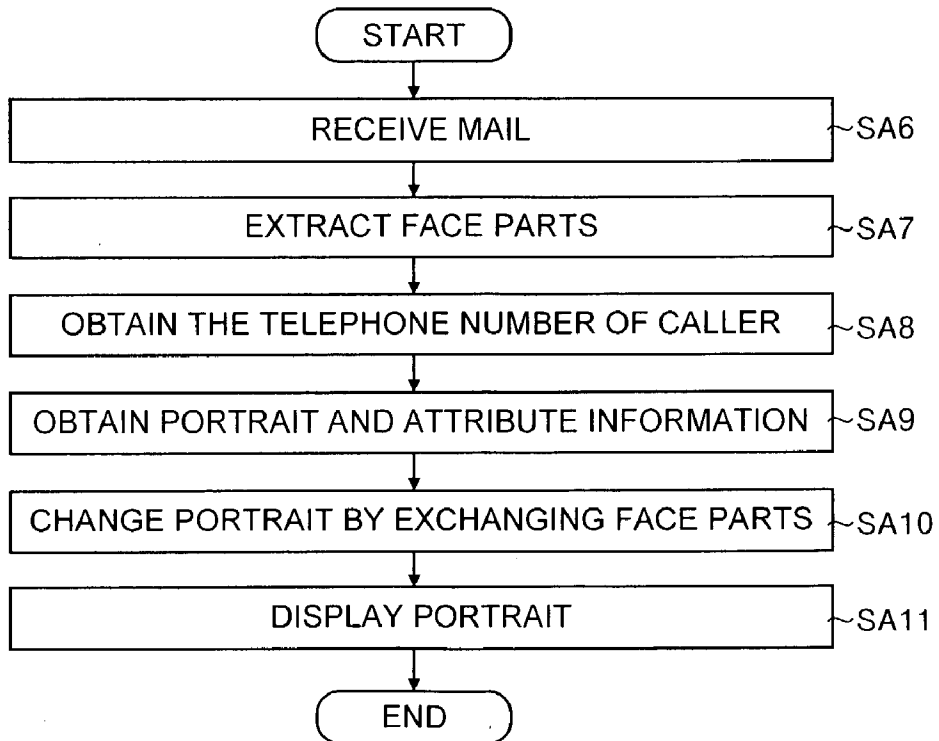 START
RECEIVE MAIL ~SA6
EXTRACT FACE PARTS ~SA7
OBTAIN THE TELEPHONE NUMBER OF CALLER ~SA8
OBTAIN PORTRAIT AND ATTRIBUTE INFORMATION ~SA9
CHANGE PORTRAIT BY EXCHANGING FACE PARTS ~SA10
DISPLAY PORTRAIT ~SA11
END